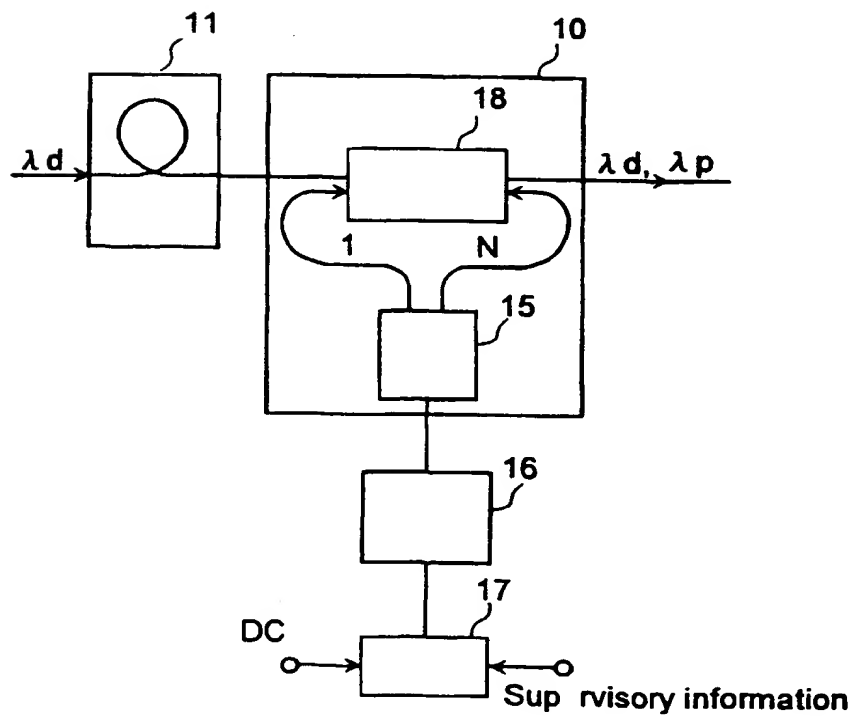 11
10
18
λd
λd, λp
1
N
15
16
17
DC
Sup rvisory information